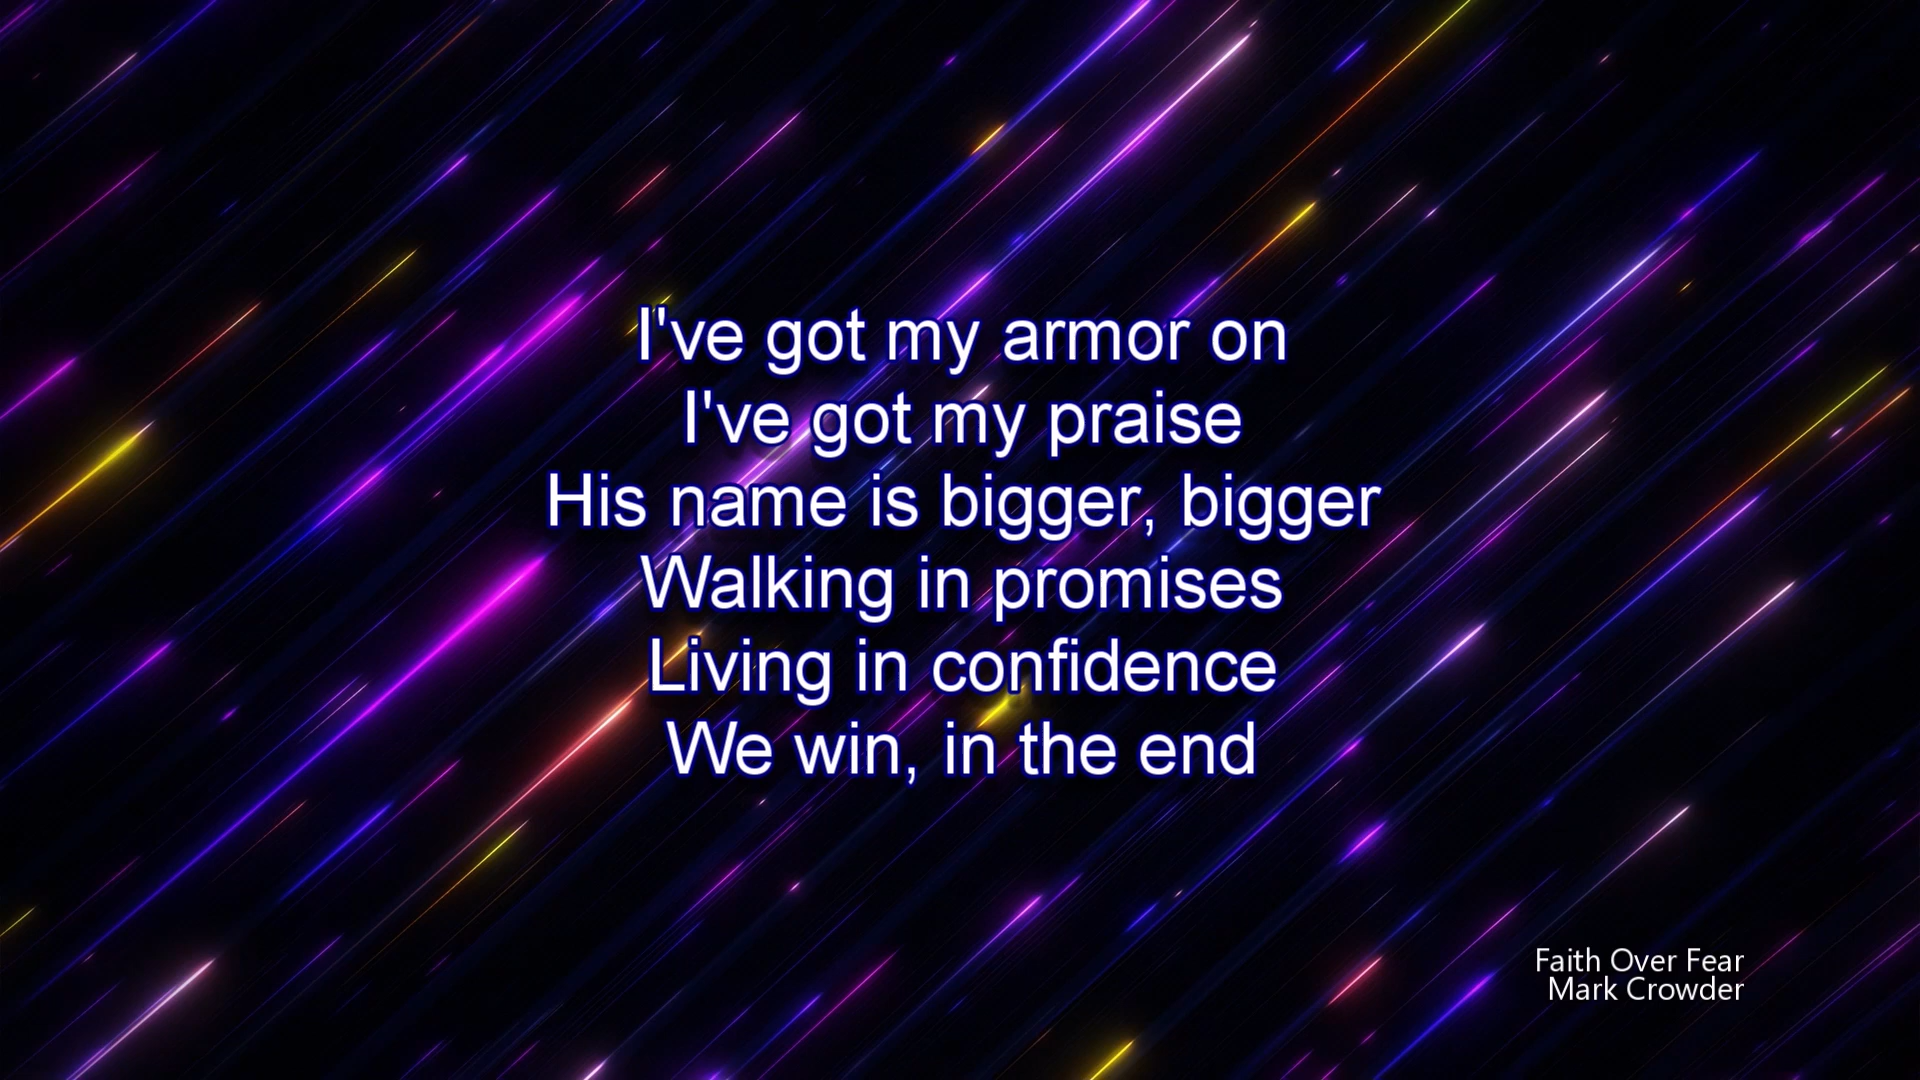 I've got my armor on
I've got my praise
His name is bigger, bigger
Walking in promises
Living in confidence
We win, in the end
Faith Over Fear
Mark Crowder